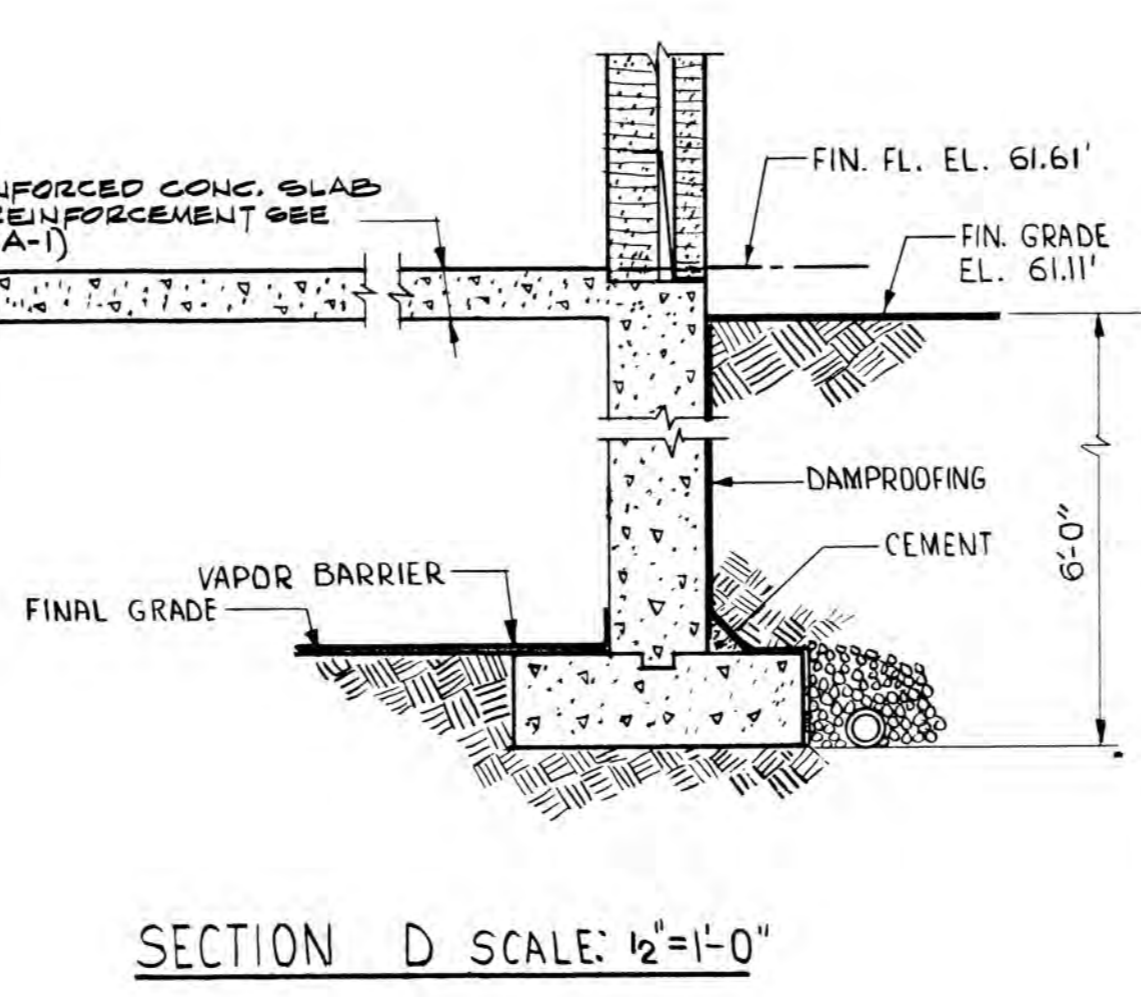 NFORCED CONC. SLAB
REINFORCEMENT SEE
A-1)
FIN. FL. EL. 61.61'
FIN. GRADE
EL. 61.11'
DAMPROOFING
CEMENT
6'-0"
VAPOR BARRIER
FINAL GRADE
SECTION D SCALE: 1/2"=1'-0"